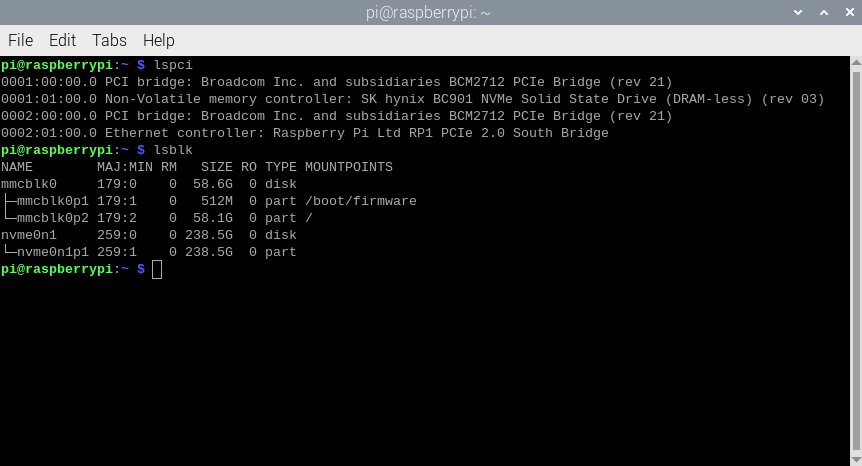 pi@raspberrypi: ~
File Edit Tabs Help
pi@raspberrypi:~ $ lspci
0001:00:00.0 PCI bridge: Broadcom Inc. and subsidiaries BCM2712 PCIe Bridge (rev 21)
0001:01:00.0 Non-Volatile memory controller: SK hynix BC901 NVMe Solid State Drive (DRAM-less) (rev 03)
0002:00:00.0 PCI bridge: Broadcom Inc. and subsidiaries BCM2712 PCIe Bridge (rev 21)
0002:01:00.0 Ethernet controller: Raspberry Pi Ltd RP1 PCIe 2.0 South Bridge
pi@raspberrypi:~ $ lsblk
NAME        MAJ:MIN RM   SIZE RO TYPE MOUNTPOINTS
mmcblk0     179:0    0  58.6G  0 disk
├─mmcblk0p1 179:1    0   512M  0 part /boot/firmware
└─mmcblk0p2 179:2    0  58.1G  0 part /
nvme0n1     259:0    0 238.5G  0 disk
└─nvme0n1p1 259:1    0 238.5G  0 part
pi@raspberrypi:~ $